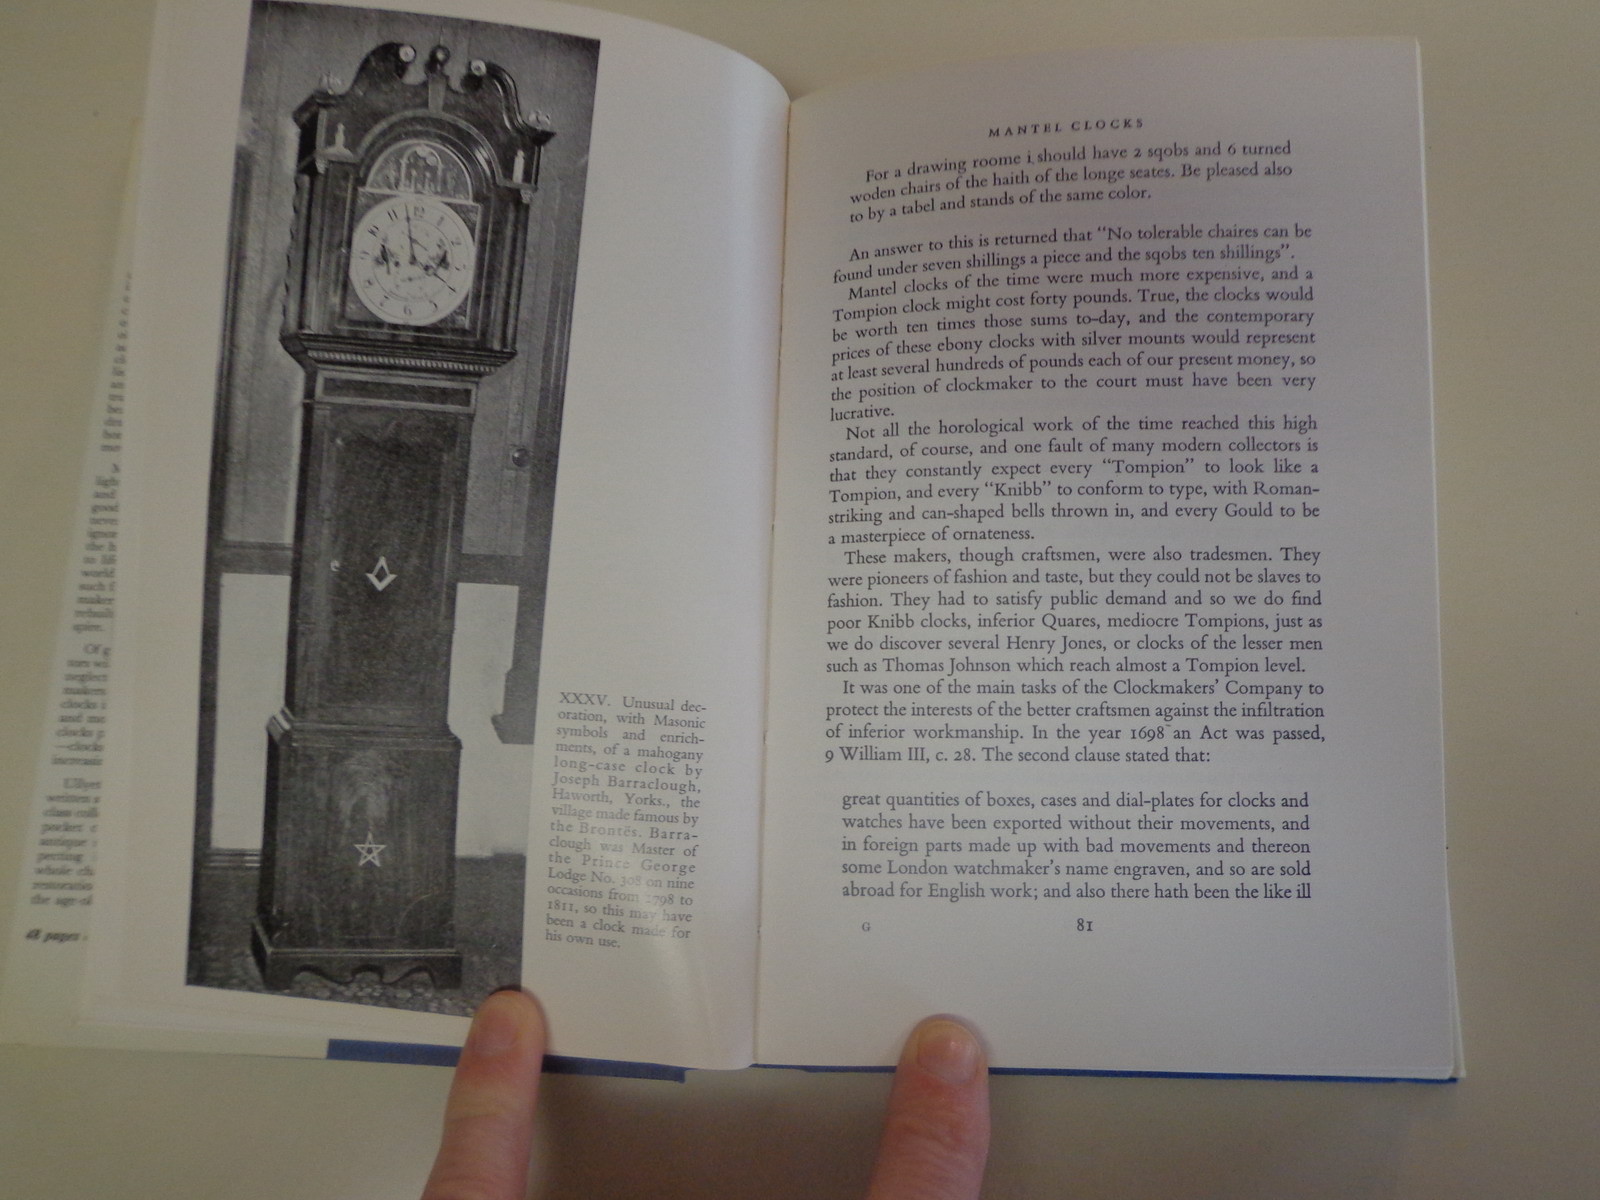 XXXV. Unusual dec-
oration, with Masonic
symbols and enrich-
ments, of a mahogany
long-case clock by
Joseph Barraclough,
Haworth, Yorks., the
village made famous by
the Brontës. Barra-
clough was Master of
the Prince George
Lodge No. 308 on nine
occasions from 1798 to
1811, so this may have
been a clock made for
his own use.
MANTEL CLOCKS
For a drawing roome i should have 2 sqobs and 6 turned
woden chairs of the haith of the longe seates. Be pleased also
to by a tabel and stands of the same color.
An answer to this is returned that "No tolerable chaires can be
found under seven shillings a piece and the sqobs ten shillings".
Mantel clocks of the time were much more expensive, and a
Tompion clock might cost forty pounds. True, the clocks would
be worth ten times those sums to-day, and the contemporary
prices of these ebony clocks with silver mounts would represent
at least several hundreds of pounds each of our present money, so
the position of clockmaker to the court must have been very
lucrative.
Not all the horological work of the time reached this high
standard, of course, and one fault of many modern collectors is
that they constantly expect every "Tompion" to look like a
Tompion, and every "Knibb" to conform to type, with Roman-
striking and can-shaped bells thrown in, and every Gould to be
a masterpiece of ornateness.
These makers, though craftsmen, were also tradesmen. They
were pioneers of fashion and taste, but they could not be slaves to
fashion. They had to satisfy public demand and so we do find
poor Knibb clocks, inferior Quares, mediocre Tompions, just as
we do discover several Henry Jones, or clocks of the lesser men
such as Thomas Johnson which reach almost a Tompion level.
It was one of the main tasks of the Clockmakers' Company to
protect the interests of the better craftsmen against the infiltration
of inferior workmanship. In the year 1698 an Act was passed,
9 William III, c. 28. The second clause stated that:
great quantities of boxes, cases and dial-plates for clocks and
watches have been exported without their movements, and
in foreign parts made up with bad movements and thereon
some London watchmaker's name engraven, and so are sold
abroad for English work; and also there hath been the like ill
G 81